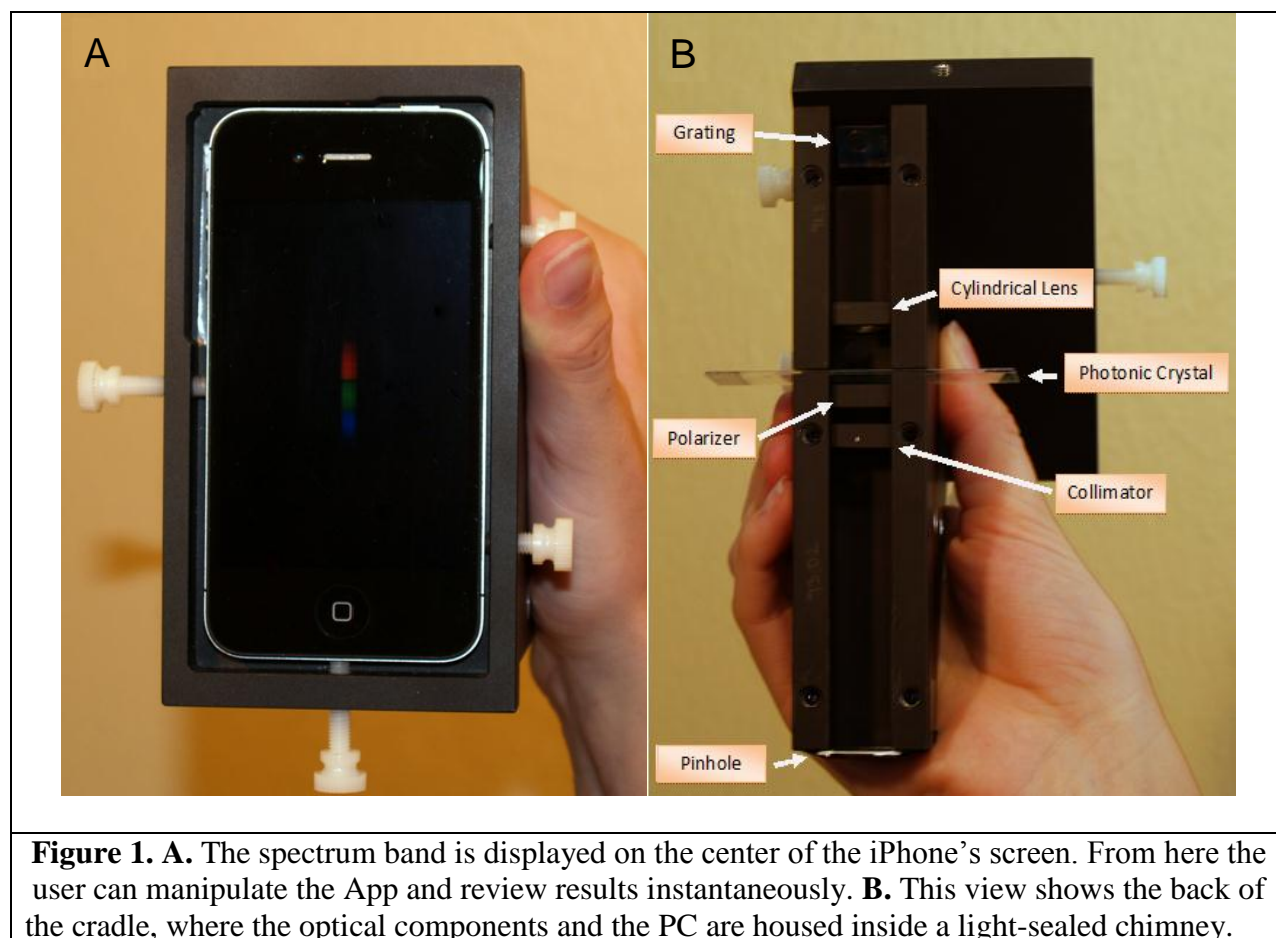 A
B
Grating
Cylindrical Lens
Photonic Crystal
Polarizer
Collimator
Pinhole
Figure 1. A. The spectrum band is displayed on the center of the iPhone’s screen. From here the
user can manipulate the App and review results instantaneously. B. This view shows the back of
the cradle, where the optical components and the PC are housed inside a light-sealed chimney.